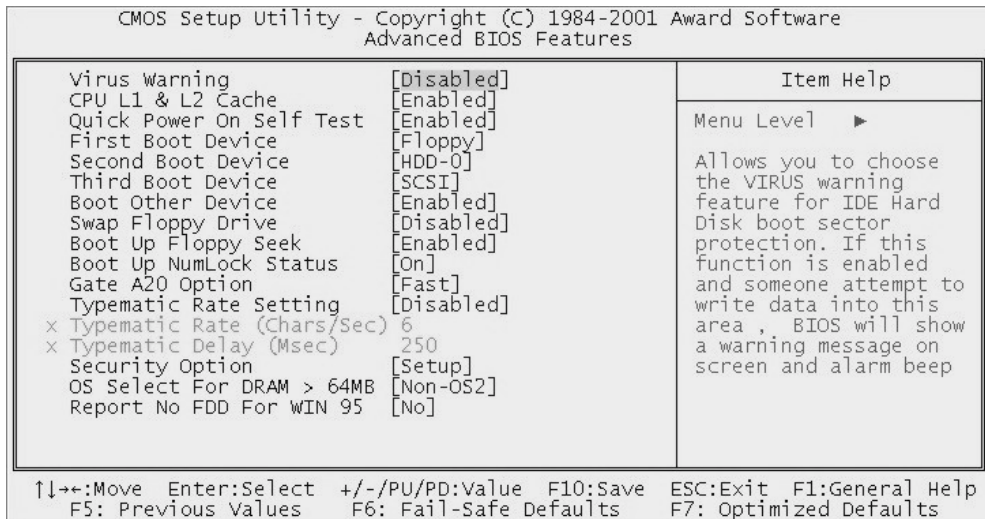 CMOS Setup Utility - Copyright (C) 1984-2001 Award Software
Advanced BIOS Features
Virus Warning [Disabled]
CPU L1 & L2 Cache [Enabled]
Quick Power On Self Test [Enabled]
First Boot Device [Floppy]
Second Boot Device [HDD-0]
Third Boot Device [SCSI]
Boot Other Device [Enabled]
Swap Floppy Drive [Disabled]
Boot Up Floppy Seek [Enabled]
Boot Up NumLock Status [On]
Gate A20 Option [Fast]
Typematic Rate Setting [Disabled]
x Typematic Rate (Chars/Sec) 6
x Typematic Delay (Msec) 250
Security Option [Setup]
OS Select For DRAM > 64MB [Non-OS2]
Report No FDD For WIN 95 [No]
Item Help
Menu Level ►
Allows you to choose
the VIRUS warning
feature for IDE Hard
Disk boot sector
protection. If this
function is enabled
and someone attempt to
write data into this
area , BIOS will show
a warning message on
screen and alarm beep
↑↓→←:Move Enter:Select +/-/PU/PD:Value F10:Save ESC:Exit F1:General Help
F5: Previous Values F6: Fail-Safe Defaults F7: Optimized Defaults